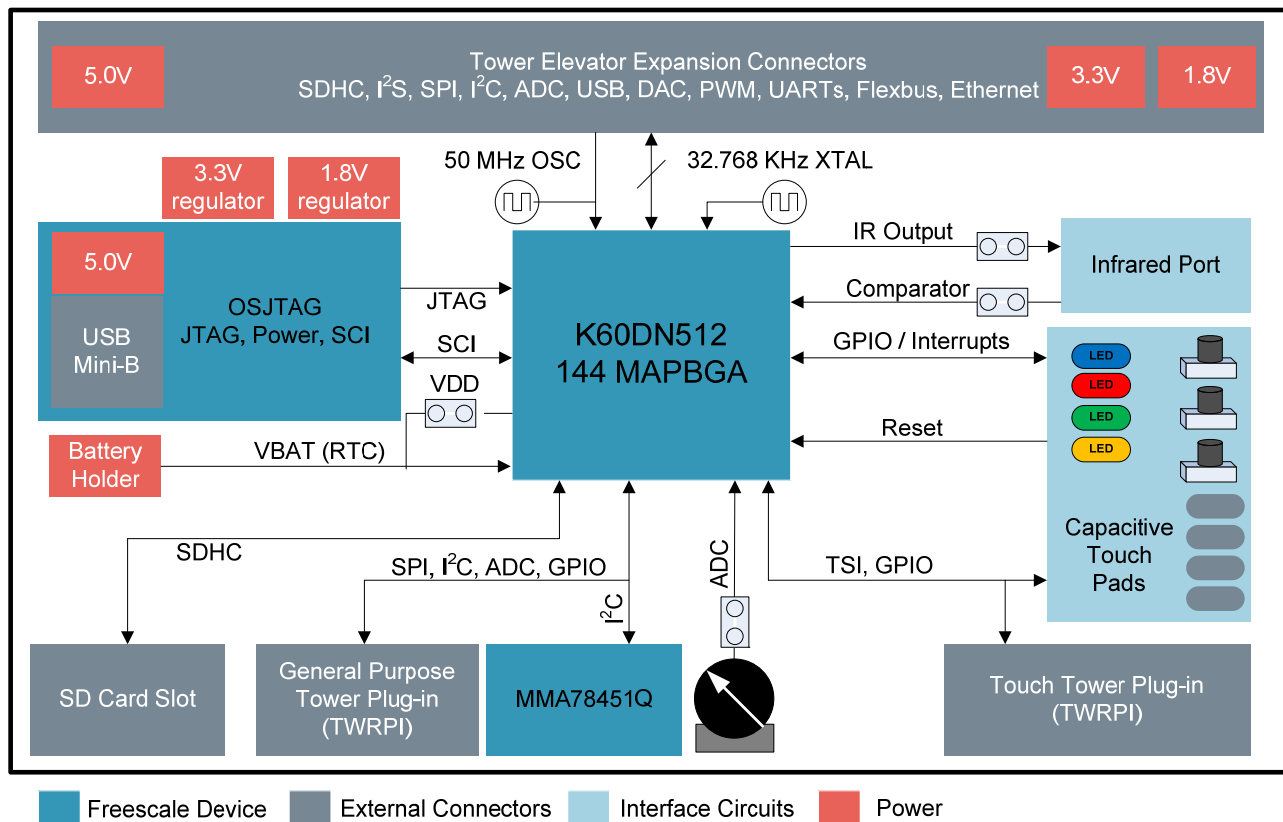 5.0V
Tower Elevator Expansion Connectors
SDHC, I²S, SPI, I²C, ADC, USB, DAC, PWM, UARTs, Flexbus, Ethernet
3.3V
1.8V
50 MHz OSC
32.768 KHz XTAL
3.3V
regulator
1.8V
regulator
5.0V
USB
Mini-B
OSJTAG
JTAG, Power, SCI
JTAG
SCI
VDD
K60DN512
144 MAPBGA
IR Output
Comparator
Infrared Port
GPIO / Interrupts
Reset
LED
LED
LED
LED
Capacitive
Touch
Pads
Battery
Holder
VBAT (RTC)
SDHC
SPI, I²C, ADC, GPIO
I²C
ADC
TSI, GPIO
SD Card Slot
General Purpose
Tower Plug-in
(TWRPI)
MMA78451Q
Touch Tower Plug-in
(TWRPI)
Freescale Device
External Connectors
Interface Circuits
Power